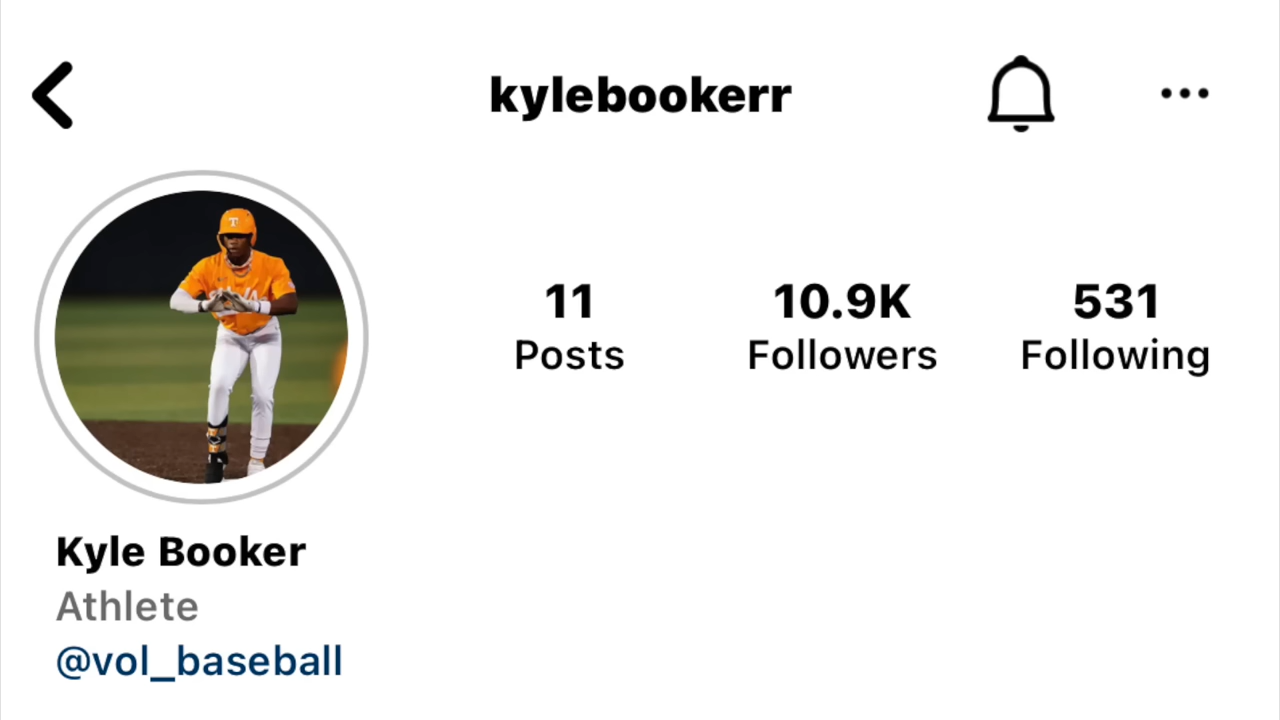 kylebookerr
T
11 10.9K 531
Posts Followers Following
Kyle Booker
Athlete
@vol_baseball